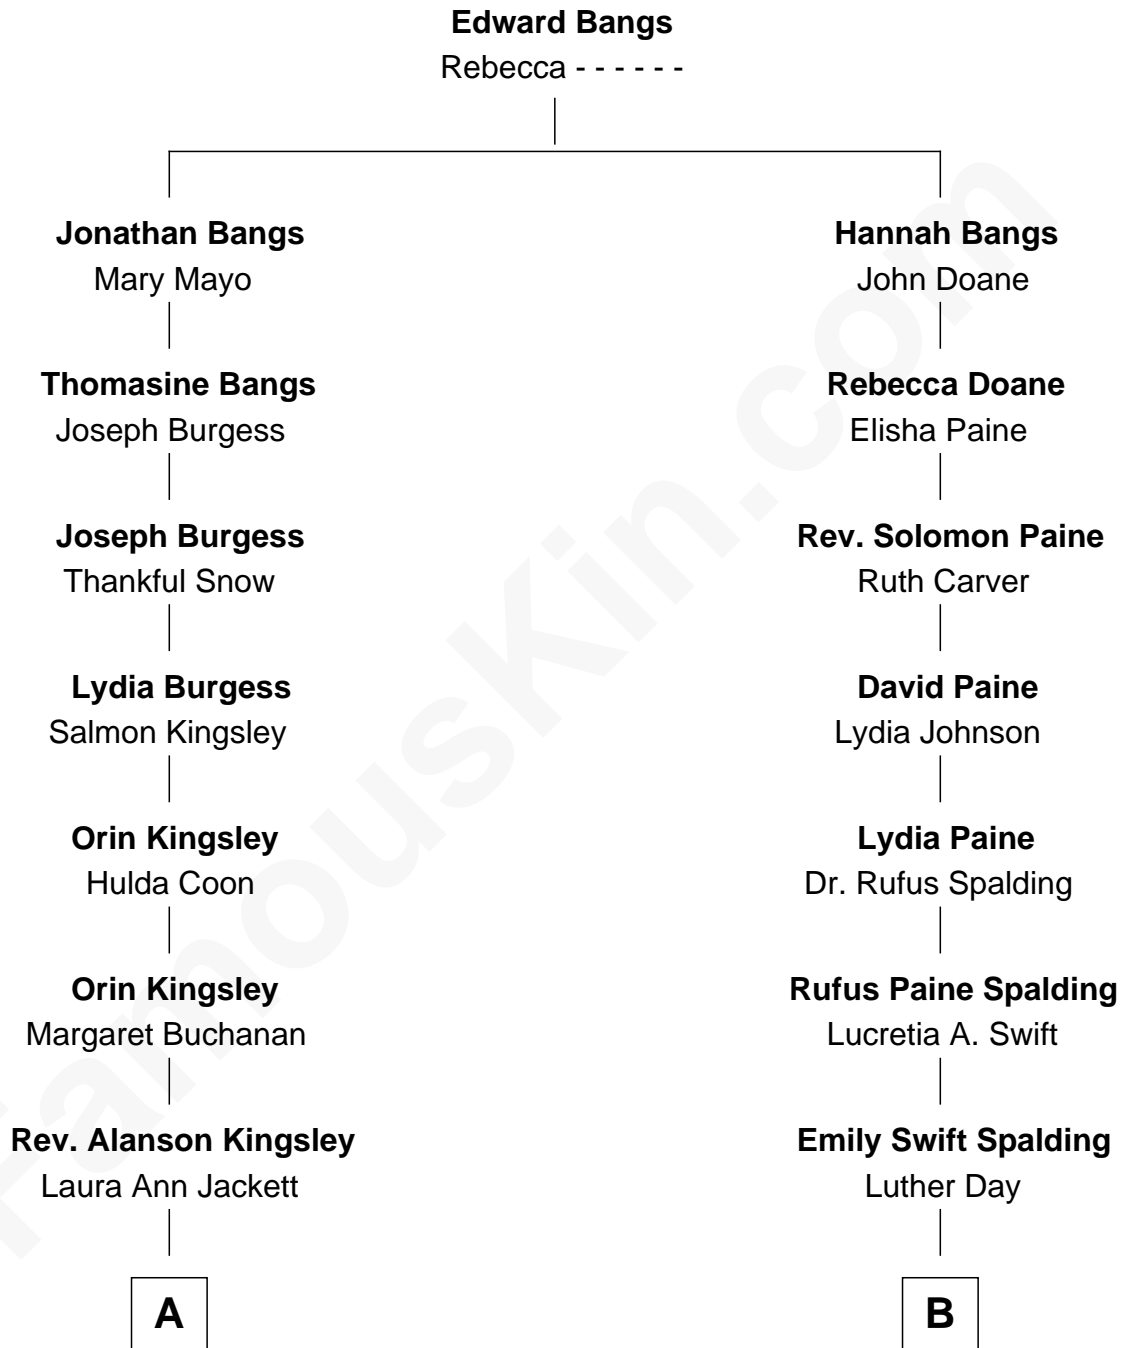 Edward Bangs
Rebecca - - - - - -
Jonathan Bangs
Mary Mayo
Hannah Bangs
John Doane
Thomasine Bangs
Joseph Burgess
Rebecca Doane
Elisha Paine
Joseph Burgess
Thankful Snow
Rev. Solomon Paine
Ruth Carver
Lydia Burgess
Salmon Kingsley
David Paine
Lydia Johnson
Orin Kingsley
Hulda Coon
Lydia Paine
Dr. Rufus Spalding
Orin Kingsley
Margaret Buchanan
Rufus Paine Spalding
Lucretia A. Swift
Rev. Alanson Kingsley
Laura Ann Jackett
Emily Swift Spalding
Luther Day
A
B
FamousKin.com